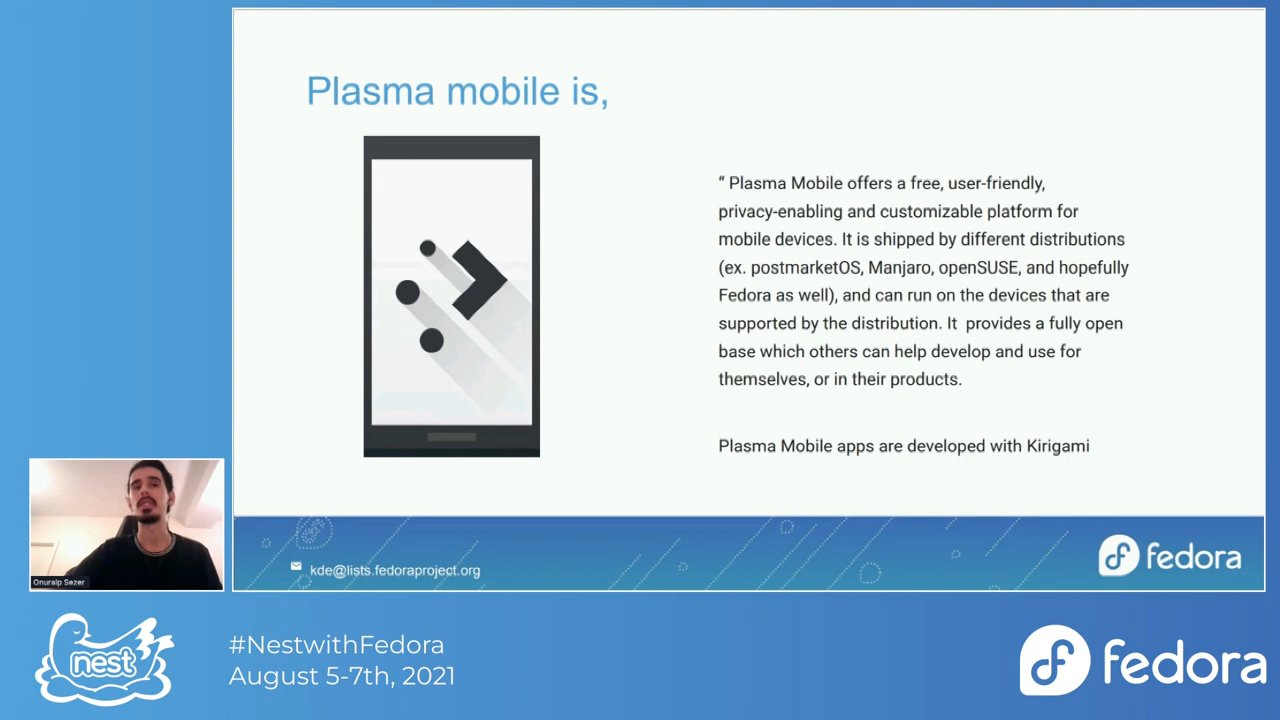 Plasma mobile is,
“ Plasma Mobile offers a free, user-friendly,
privacy-enabling and customizable platform for
mobile devices. It is shipped by different distributions
(ex. postmarketOS, Manjaro, openSUSE, and hopefully
Fedora as well), and can run on the devices that are
supported by the distribution. It  provides a fully open
base which others can help develop and use for
themselves, or in their products.
Plasma Mobile apps are developed with Kirigami
kde@lists.fedoraproject.org
fedora
Onuralp Sezer
nest
#NestwithFedora
August 5-7th, 2021
fedora